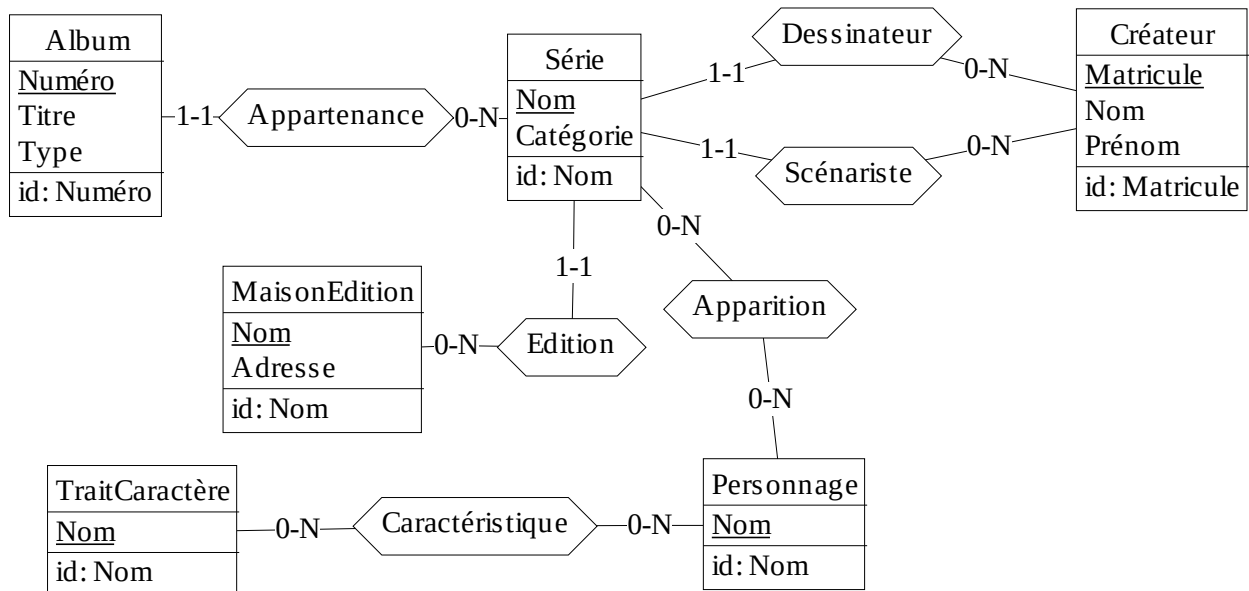 Album
Numéro
Titre
Type
id: Numéro
1-1
Appartenance
0-N
Série
Nom
Catégorie
id: Nom
1-1
Dessinateur
0-N
1-1
Scénariste
0-N
Créateur
Matricule
Nom
Prénom
id: Matricule
1-1
Edition
0-N
MaisonEdition
Nom
Adresse
id: Nom
0-N
Apparition
0-N
Personnage
Nom
id: Nom
0-N
Caractéristique
0-N
TraitCaractère
Nom
id: Nom